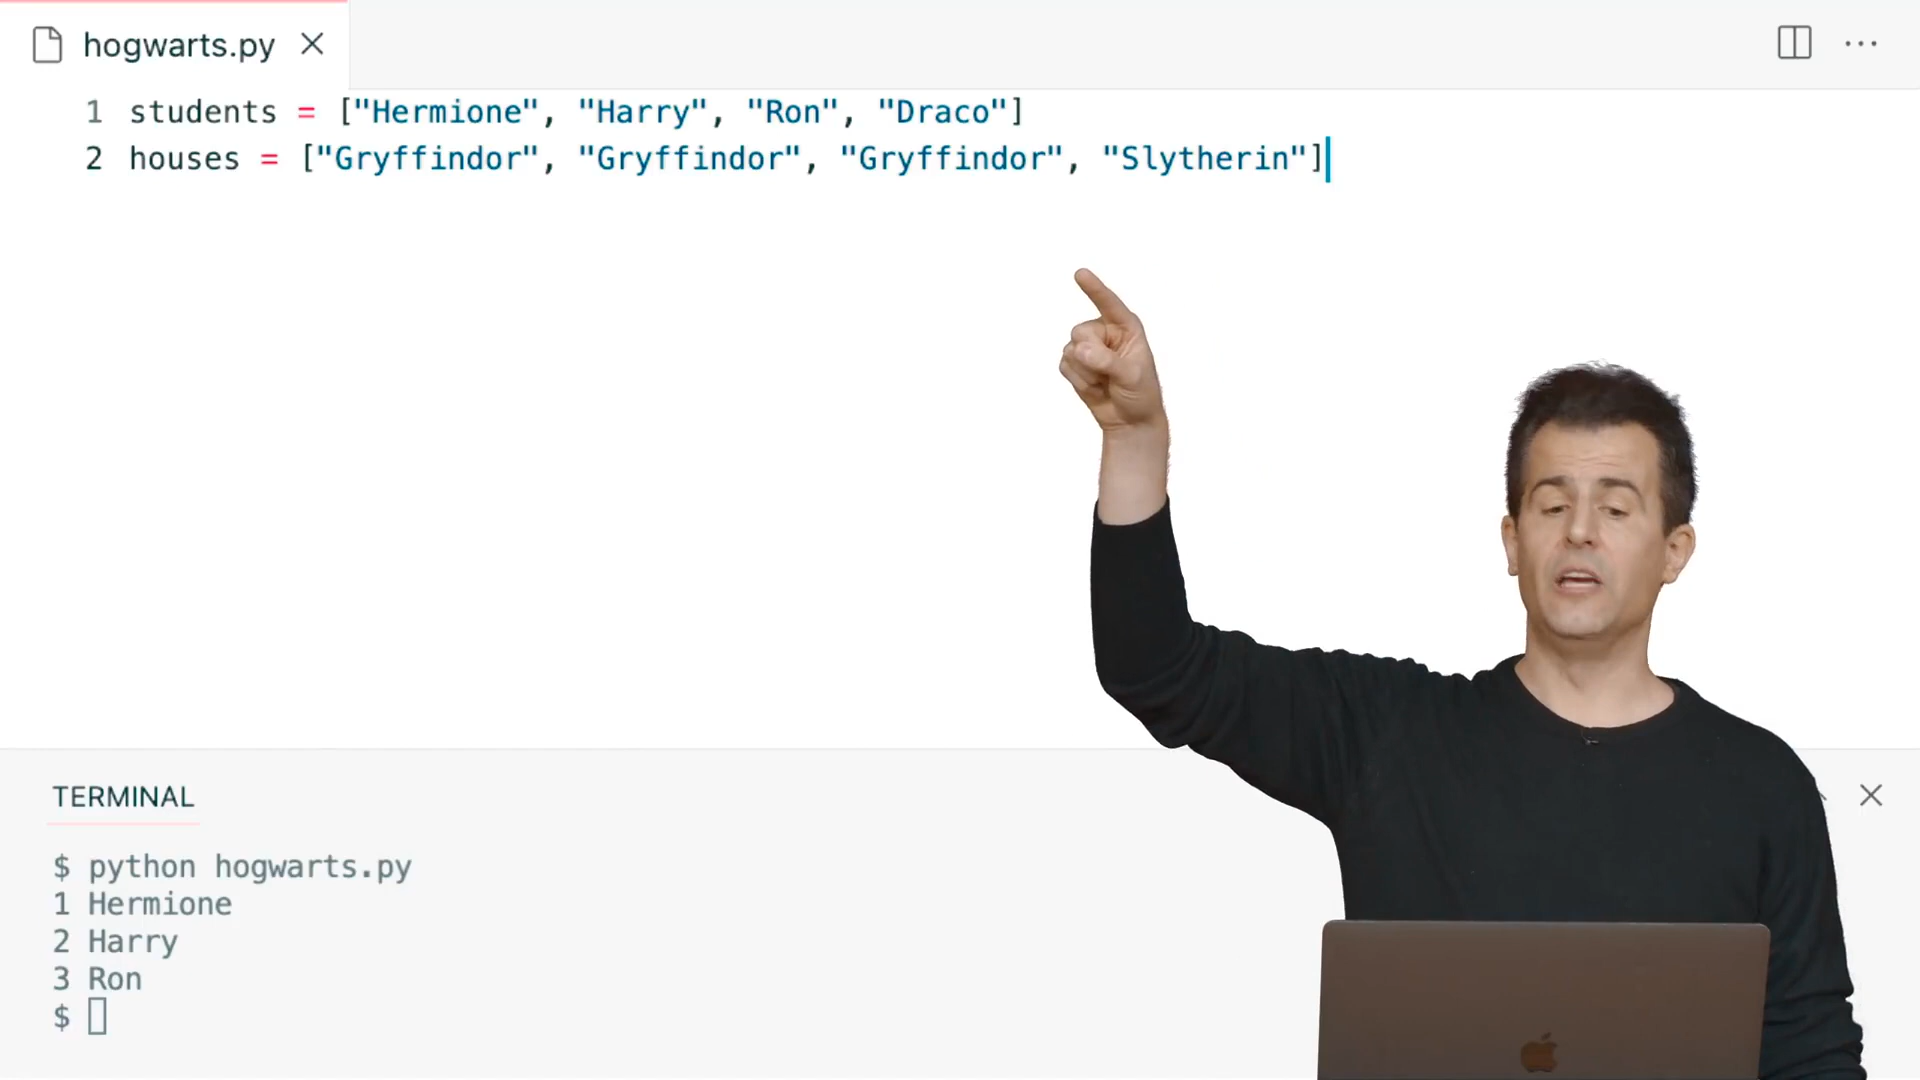 hogwarts.py
1 students = ["Hermione", "Harry", "Ron", "Draco"]
2 houses = ["Gryffindor", "Gryffindor", "Gryffindor", "Slytherin"]
TERMINAL
$ python hogwarts.py
1 Hermione
2 Harry
3 Ron
$